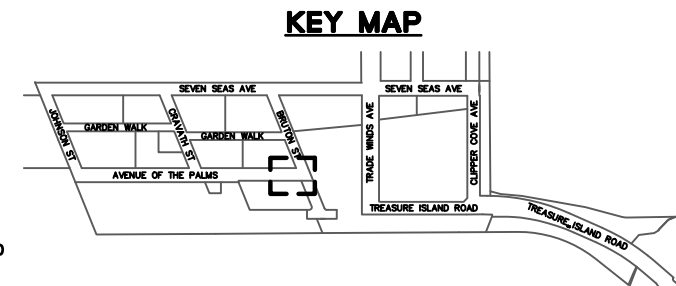 KEY MAP
SEVEN SEAS AVE
SEVEN SEAS AVE
JOHNSON ST
GARDEN WALK
CRAVATH ST
GARDEN WALK
BRUTON ST
TRADE WINDS AVE
CLIPPER COVE AVE
AVENUE OF THE PALMS
TREASURE ISLAND ROAD
TREASURE ISLAND ROAD